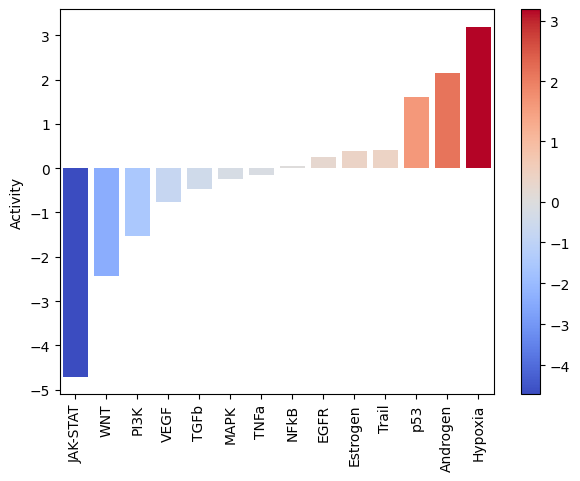 3
2
1
0
−1
−2
−3
−4
−5
Activity
JAK-STAT
WNT
PI3K
VEGF
TGFb
MAPK
TNFa
NFkB
EGFR
Estrogen
Trail
p53
Androgen
Hypoxia
3
2
1
0
−1
−2
−3
−4